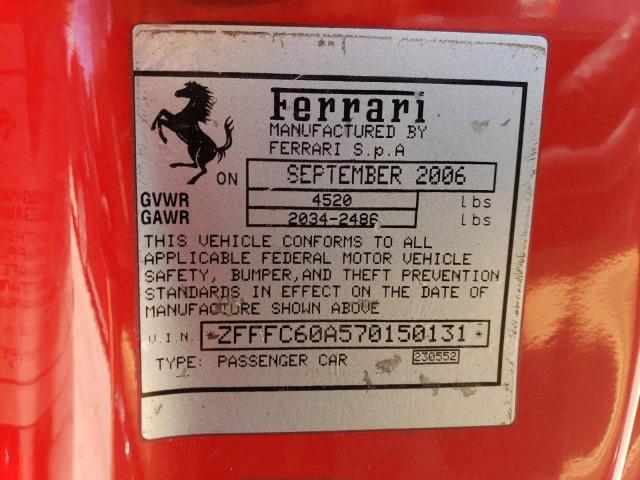 Ferrari
MANUFACTURED BY
FERRARI S.p.A
ON SEPTEMBER 2006
GVWR 4520 lbs
GAWR 2034-2486 lbs
THIS VEHICLE CONFORMS TO ALL
APPLICABLE FEDERAL MOTOR VEHICLE
SAFETY, BUMPER,AND THEFT PREVENTION
STANDARDS IN EFFECT ON THE DATE OF
MANUFACTURE SHOWN ABOVE
V.I.N. *ZFFFC60A570150131*
TYPE: PASSENGER CAR 230552